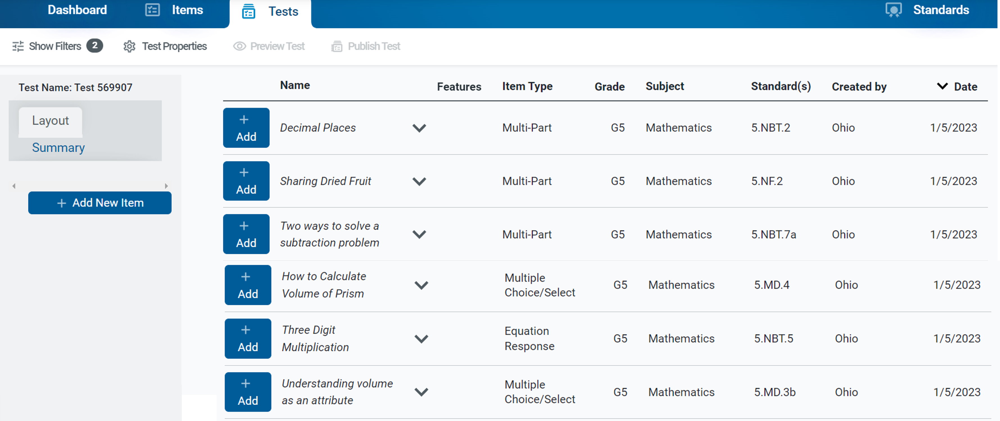 Dashboard Items Tests Standards
Show Filters 2 Test Properties Preview Test Publish Test
Test Name: Test 569907
Layout
Summary
+ Add New Item
Name Features Item Type Grade Subject Standard(s) Created by Date
+ Add Decimal Places Multi-Part G5 Mathematics 5.NBT.2 Ohio 1/5/2023
+ Add Sharing Dried Fruit Multi-Part G5 Mathematics 5.NF.2 Ohio 1/5/2023
+ Add Two ways to solve a
subtraction problem Multi-Part G5 Mathematics 5.NBT.7a Ohio 1/5/2023
+ Add How to Calculate
Volume of Prism Multiple
Choice/Select G5 Mathematics 5.MD.4 Ohio 1/5/2023
+ Add Three Digit
Multiplication Equation
Response G5 Mathematics 5.NBT.5 Ohio 1/5/2023
+ Add Understanding volume
as an attribute Multiple
Choice/Select G5 Mathematics 5.MD.3b Ohio 1/5/2023